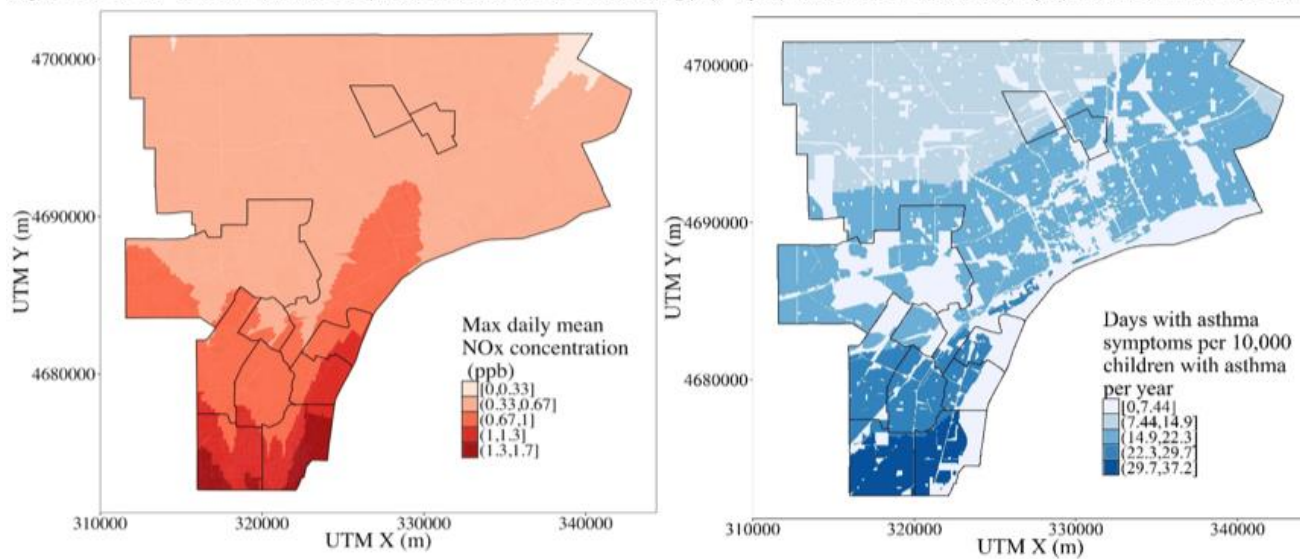 4700000
4690000
4680000
UTM Y (m)
310000
320000
330000
340000
UTM X (m)
Max daily mean
NOx concentration
(ppb)
[0,0.33]
(0.33,0.67]
(0.67,1]
(1,1.3]
(1.3,1.7]
4700000
4690000
4680000
UTM Y (m)
310000
320000
330000
340000
UTM X (m)
Days with asthma
symptoms per 10,000
children with asthma
per year
[0,7.44]
(7.44,14.9]
(14.9,22.3]
(22.3,29.7]
(29.7,37.2]